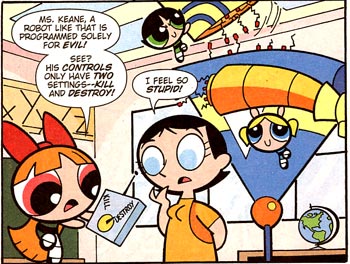 MS. KEANE, A
ROBOT LIKE THAT IS
PROGRAMMED SOLELY
FOR EVIL!
SEE?
HIS CONTROLS
ONLY HAVE TWO
SETTINGS--KILL
AND DESTROY!
I FEEL SO
STUPID!
KILL
DESTROY